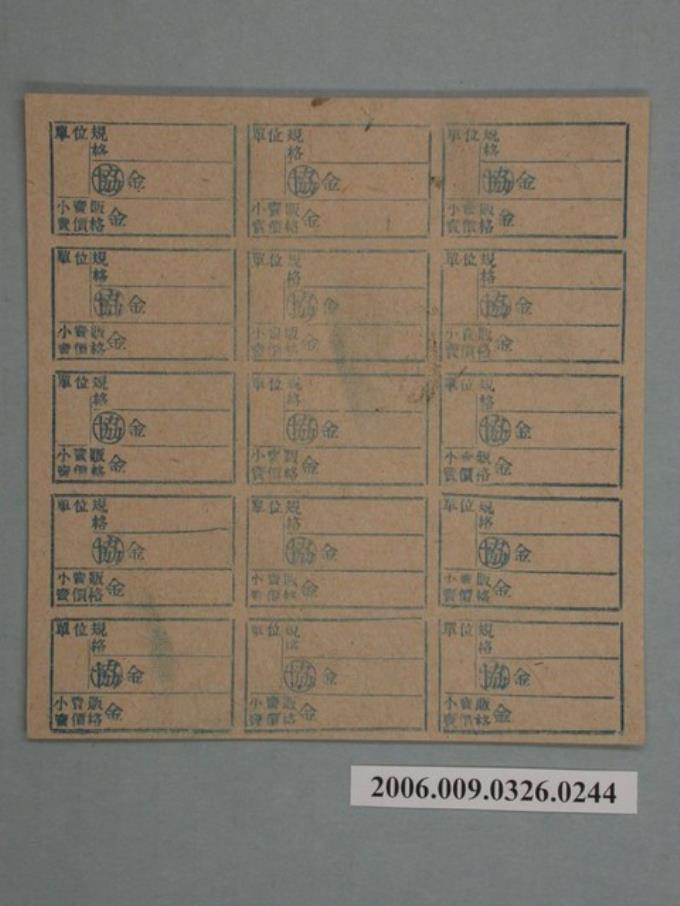 單位規
格
協金
小賣販
賣價格金
單位規
格
協金
小賣販
賣價格金
單位規
格
協金
小賣販
賣價格金
單位規
格
協金
小賣販
賣價格金
單位規
格
協金
小賣販
賣價格金
單位規
格
協金
小賣販
賣價格金
單位規
格
協金
小賣販
賣價格金
單位規
格
協金
小賣販
賣價格金
單位規
格
協金
小賣販
賣價格金
單位規
格
協金
小賣販
賣價格金
單位規
格
協金
小賣販
賣價格金
單位規
格
協金
小賣販
賣價格金
單位規
格
協金
小賣販
賣價格金
單位規
格
協金
小賣販
賣價格金
單位規
格
協金
小賣販
賣價格金
2006.009.0326.0244